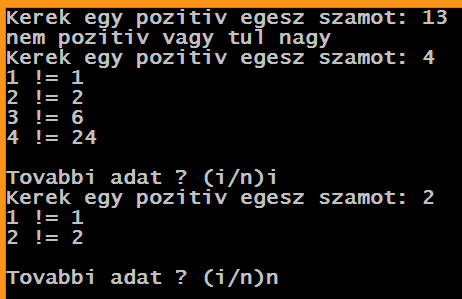 Kerek egy pozitiv egesz szamot: 13
nem pozitiv vagy tul nagy
Kerek egy pozitiv egesz szamot: 4
1 != 1
2 != 2
3 != 6
4 != 24
Tovabbi adat ? (i/n)i
Kerek egy pozitiv egesz szamot: 2
1 != 1
2 != 2
Tovabbi adat ? (i/n)n